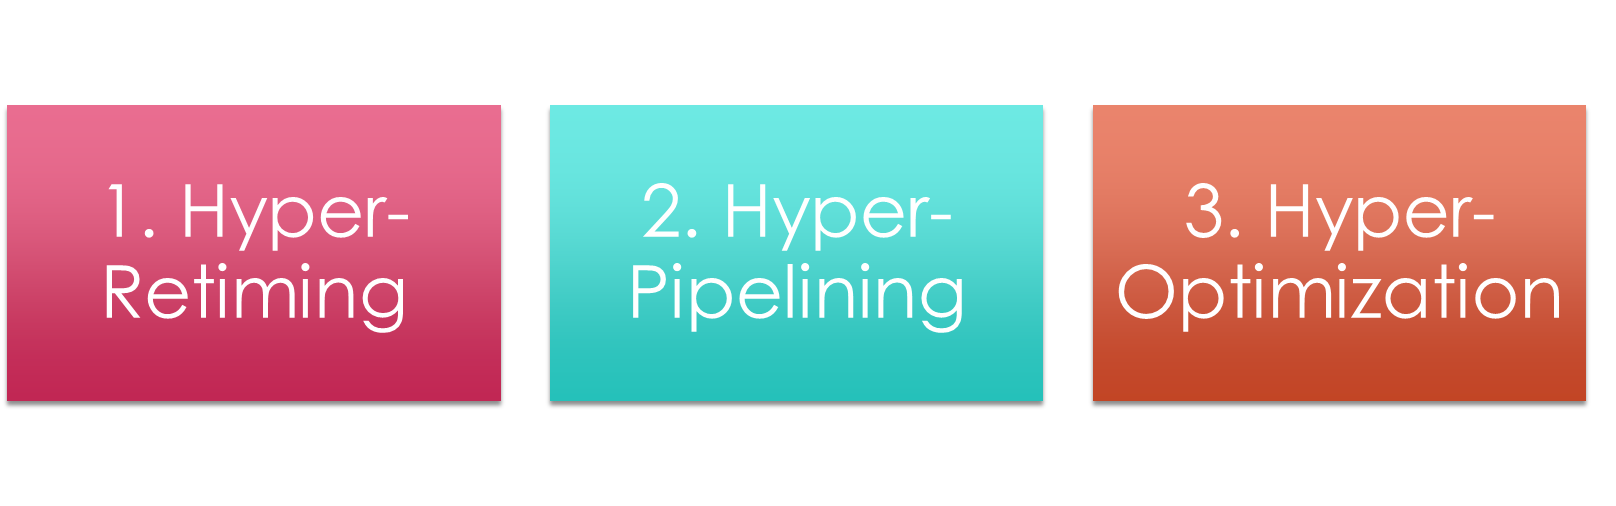 1. Hyper-
Retiming
2. Hyper-
Pipelining
3. Hyper-
Optimization